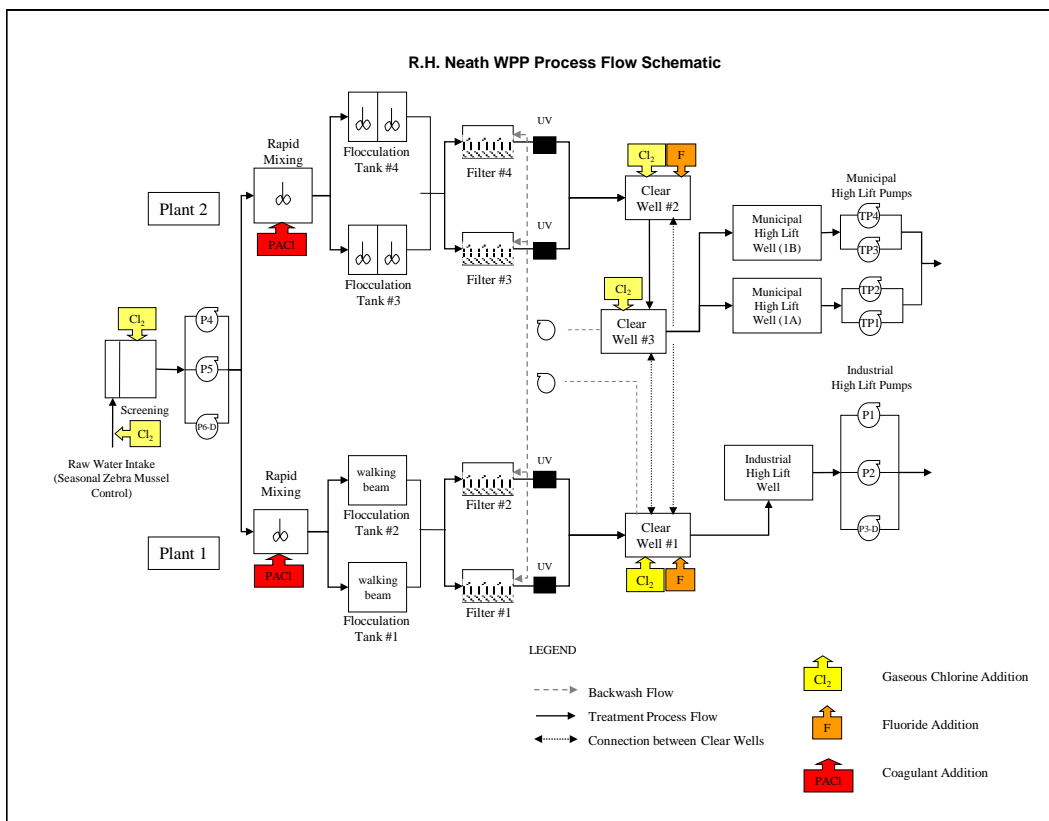 R.H. Neath WPP Process Flow Schematic
Plant 2
Rapid
Mixing
PACl
Flocculation
Tank #4
Flocculation
Tank #3
Filter #4
Filter #3
UV
UV
Cl2
F
Clear
Well #2
Cl2
Clear
Well #3
Municipal
High Lift
Well (1B)
Municipal
High Lift
Well (1A)
Municipal
High Lift Pumps
TP4
TP3
TP2
TP1
Cl2
Screening
Cl2
Raw Water Intake
(Seasonal Zebra Mussel
Control)
P4
P5
P6-D
Plant 1
Rapid
Mixing
PACl
walking
beam
Flocculation
Tank #2
walking
beam
Flocculation
Tank #1
Filter #2
Filter #1
UV
UV
Clear
Well #1
Cl2
F
Industrial
High Lift
Well
Industrial
High Lift Pumps
P1
P2
P3-D
LEGEND
Backwash Flow
Treatment Process Flow
Connection between Clear Wells
Cl2
Gaseous Chlorine Addition
F
Fluoride Addition
PACl
Coagulant Addition